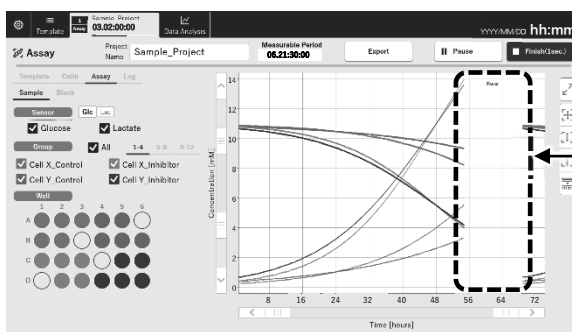 Template
1
Assay
Sample_Project
03.02:00:00
Data Analysis
YYYY/MM/DD hh:mm
Assay
Project Name
Sample_Project
Measurable Period
06.21:30:00
Export
Pause
Finish(1sec.)
Template Calib Assay Log
Sample Blank
Sensor Glc Lac
Glucose Lactate
Group All 1-4 5-8 9-12
Cell X_Control Cell X_Inhibitor
Cell Y_Control Cell Y_Inhibitor
Well
1 2 3 4 5 6
A
B
C
D
Concentration [mM]
14
12
10
8
6
4
2
0
Pause
8 16 24 32 40 48 56 64 72
Time [hours]